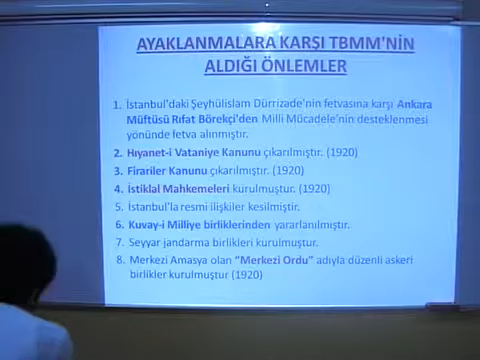 AYAKLANMALARA KARŞI TBMM'NİN
ALDIĞI ÖNLEMLER
1. İstanbul'daki Şeyhülislam Dürrizade'nin fetvasına karşı Ankara
Müftüsü Rıfat Börekçi'den Milli Mücadele'nin desteklenmesi
yönünde fetva alınmıştır.
2. Hıyanet-i Vataniye Kanunu çıkarılmıştır. (1920)
3. Firariler Kanunu çıkarılmıştır. (1920)
4. İstiklal Mahkemeleri kurulmuştur. (1920)
5. İstanbul'la resmi ilişkiler kesilmiştir.
6. Kuvay-i Milliye birliklerinden yararlanılmıştır.
7. Seyyar jandarma birlikleri kurulmuştur.
8. Merkezi Amasya olan "Merkezi Ordu" adıyla düzenli askeri
birlikler kurulmuştur (1920)